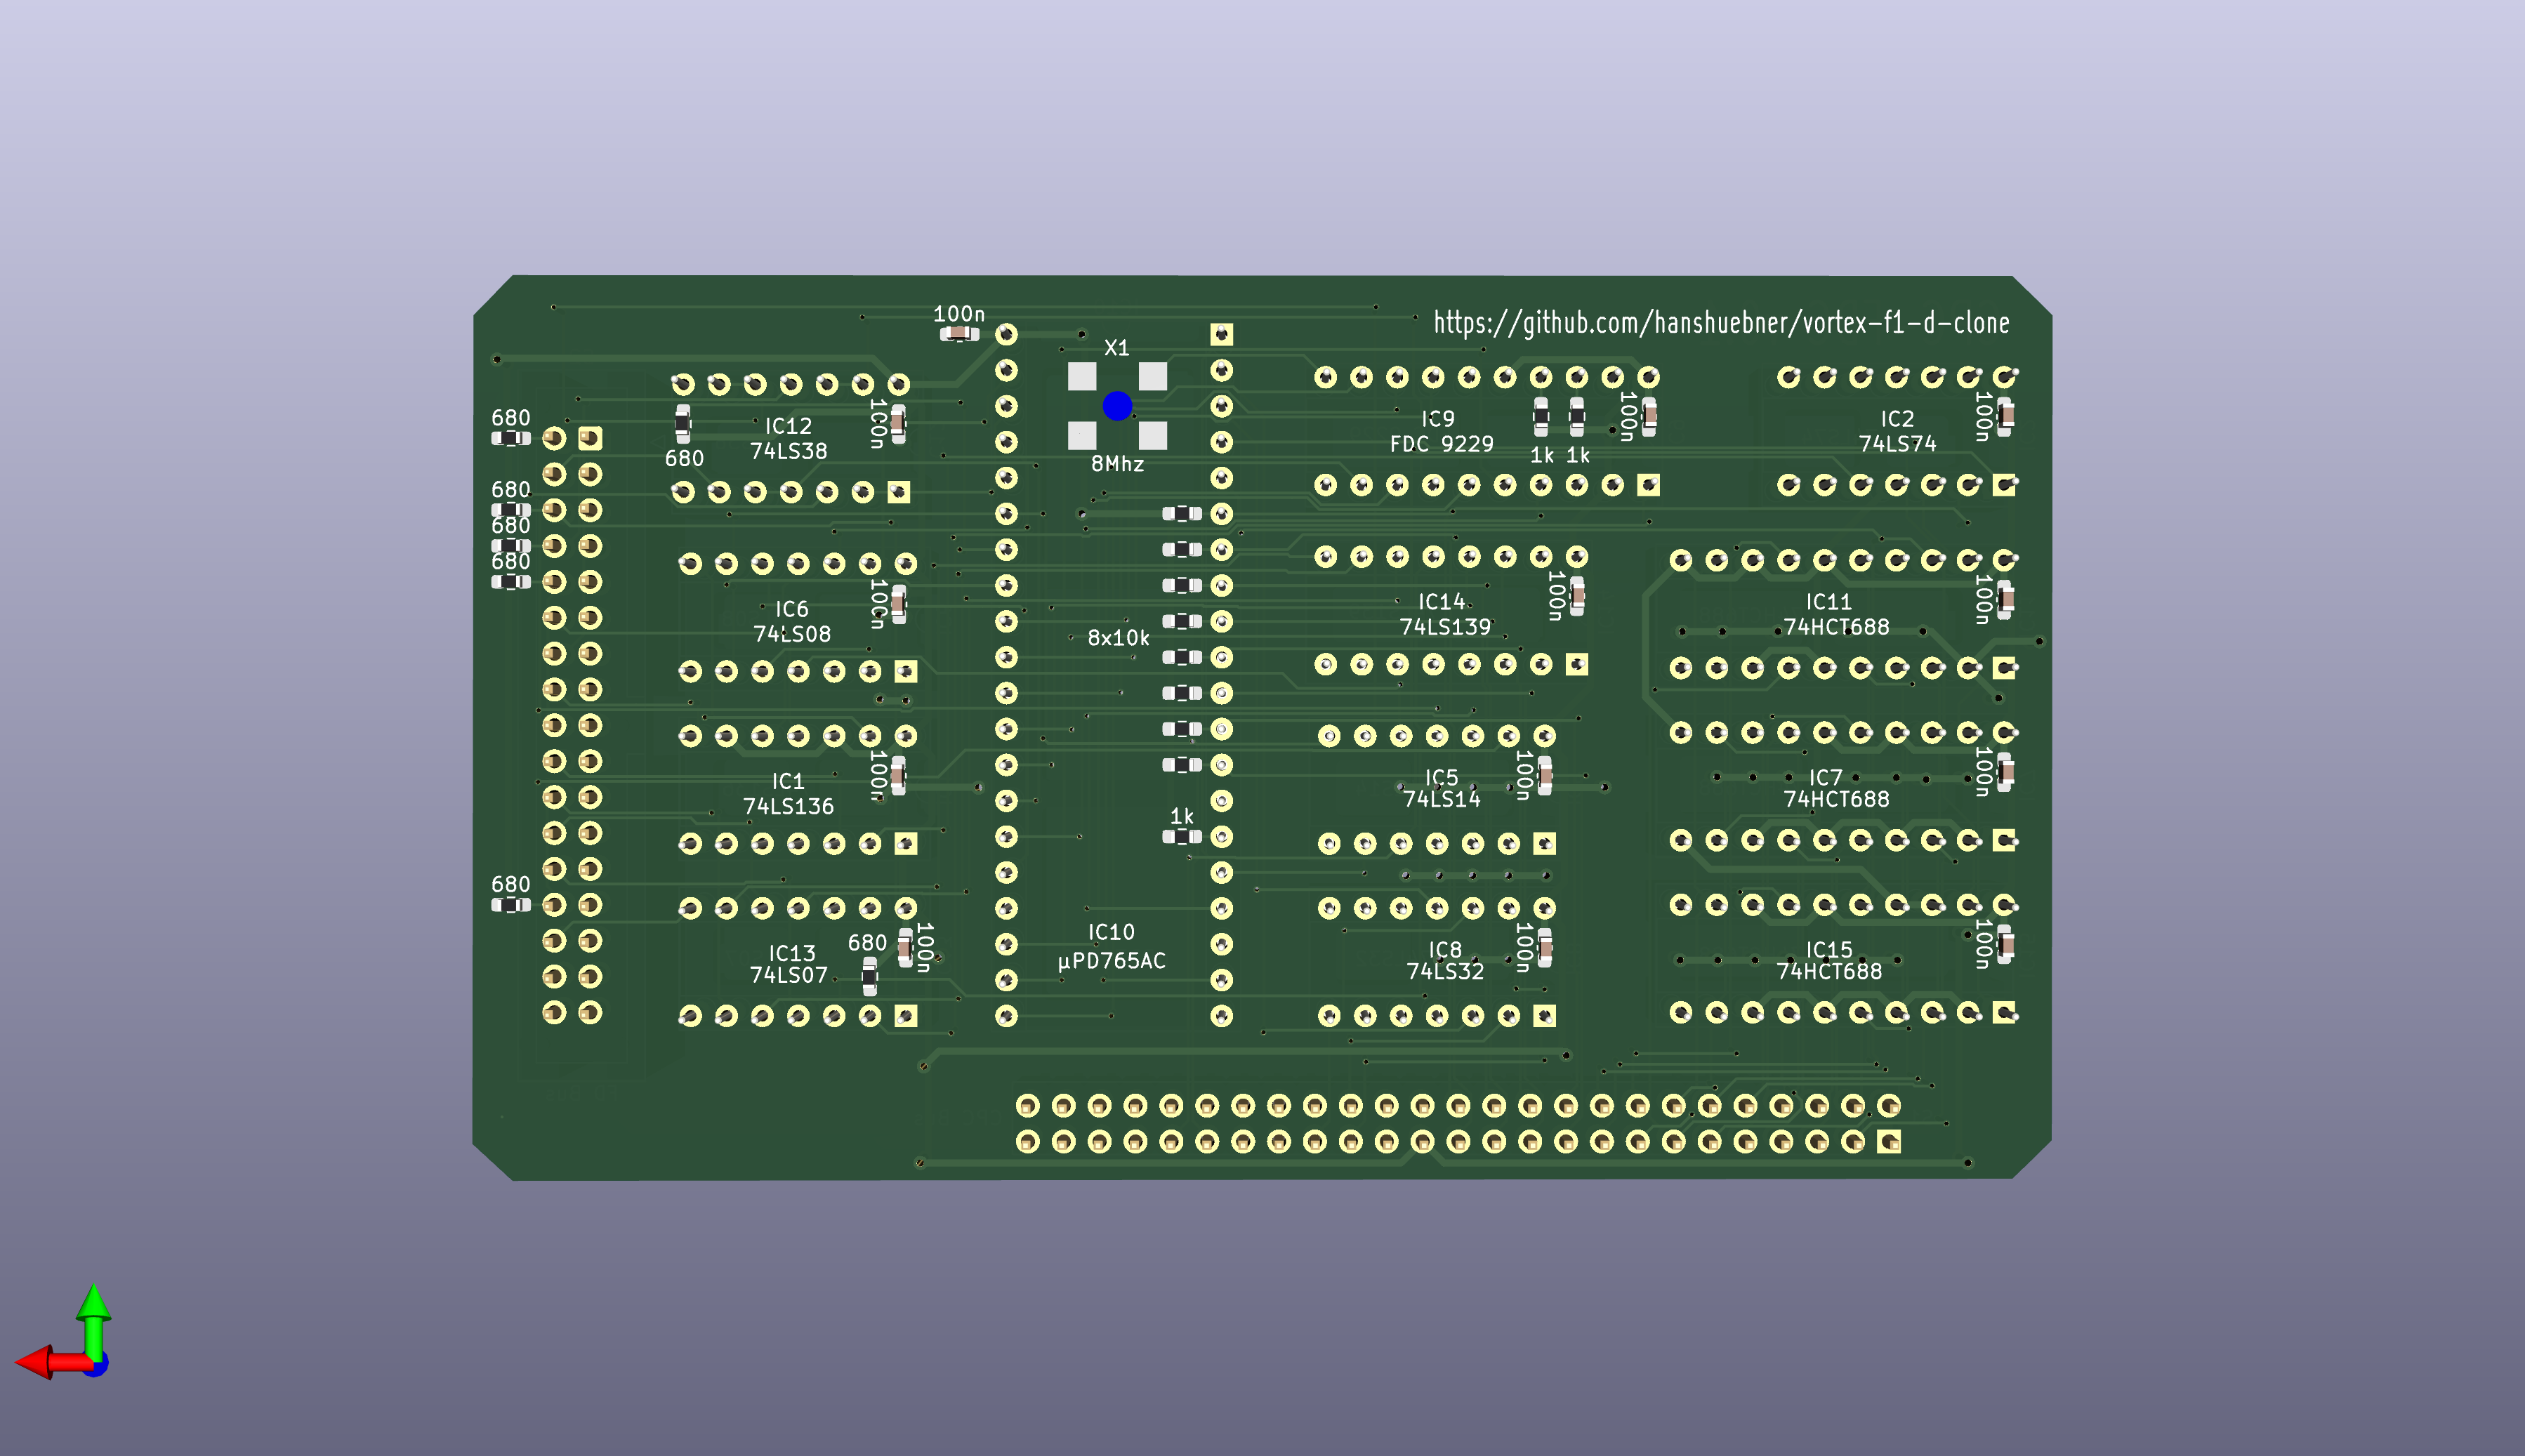 https://github.com/hanshuebner/vortex-f1-d-clone
100n
X1
8Mhz
680
680
680
680
680
IC12
74LS38
680
100n
IC9
FDC 9229
1k 1k
100n
IC2
74LS74
100n
IC6
74LS08
100n
8x10k
IC14
74LS139
100n
IC11
74HCT688
100n
IC1
74LS136
100n
1k
IC5
74LS14
100n
IC7
74HCT688
100n
IC13
74LS07
680
100n
IC10
µPD765AC
IC8
74LS32
100n
IC15
74HCT688
100n